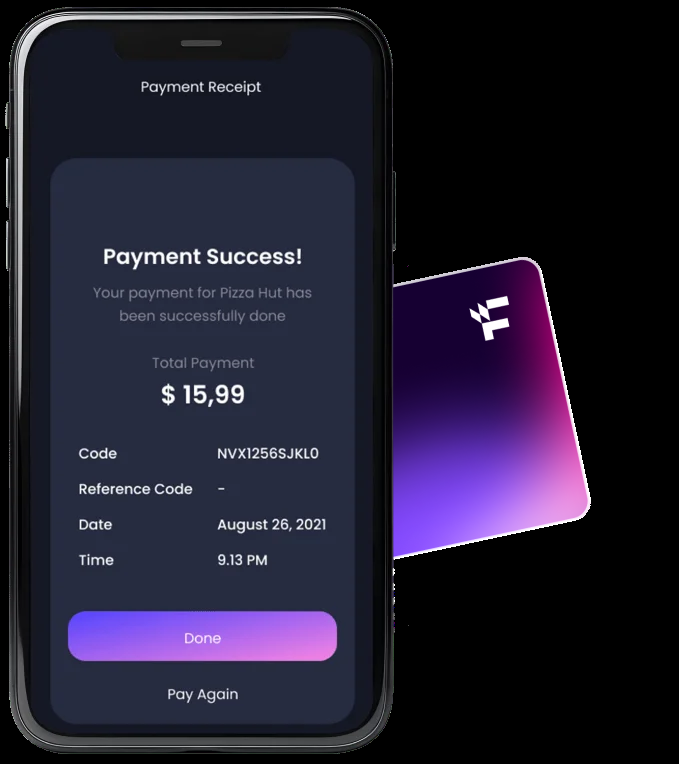 Payment Receipt
Payment Success!
Your payment for Pizza Hut has
been successfully done
Total Payment
$ 15,99
Code NVX1256SJKL0
Reference Code -
Date August 26, 2021
Time 9.13 PM
Done
Pay Again